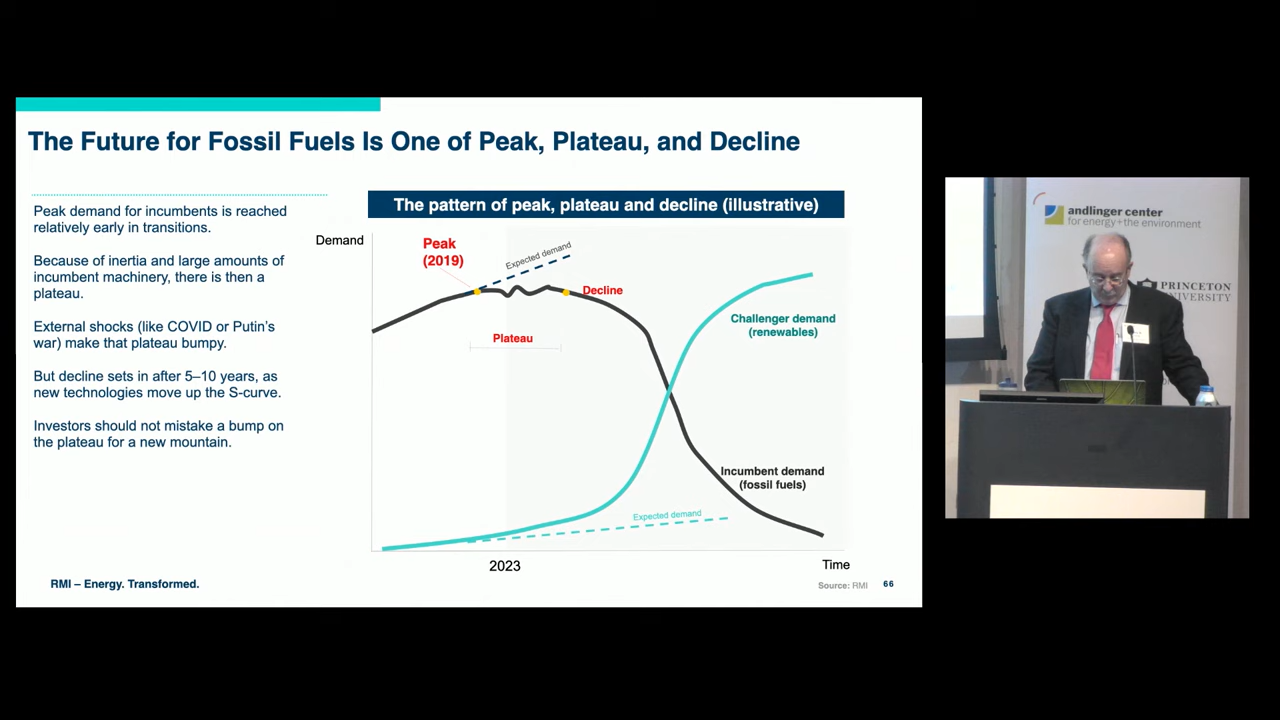 The Future for Fossil Fuels Is One of Peak, Plateau, and Decline
Peak demand for incumbents is reached
relatively early in transitions.
Because of inertia and large amounts of
incumbent machinery, there is then a
plateau.
External shocks (like COVID or Putin's
war) make that plateau bumpy.
But decline sets in after 5–10 years, as
new technologies move up the S-curve.
Investors should not mistake a bump on
the plateau for a new mountain.
The pattern of peak, plateau and decline (illustrative)
Demand
Peak
(2019)
Expected demand
Decline
Plateau
Challenger demand
(renewables)
Incumbent demand
(fossil fuels)
Expected demand
2023
Time
RMI – Energy. Transformed.
Source: RMI
66
andlinger center
for energy+the environment
PRINCETON
UNIVERSITY